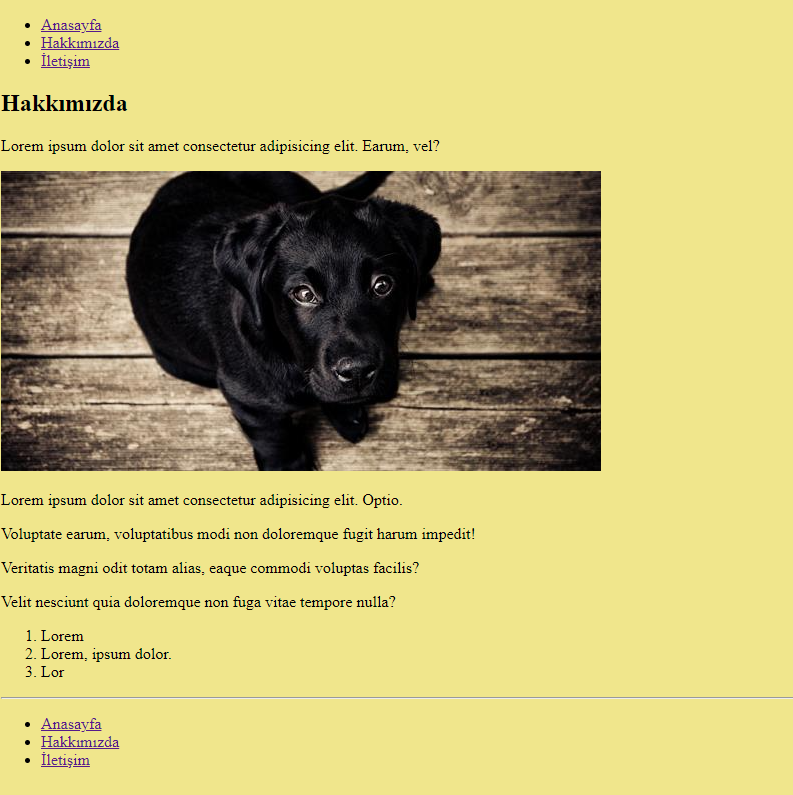 Anasayfa
Hakkımızda
İletişim
Hakkımızda
Lorem ipsum dolor sit amet consectetur adipisicing elit. Earum, vel?
Lorem ipsum dolor sit amet consectetur adipisicing elit. Optio.
Voluptate earum, voluptatibus modi non doloremque fugit harum impedit!
Veritatis magni odit totam alias, eaque commodi voluptas facilis?
Velit nesciunt quia doloremque non fuga vitae tempore nulla?
1. Lorem
2. Lorem, ipsum dolor.
3. Lor
Anasayfa
Hakkımızda
İletişim